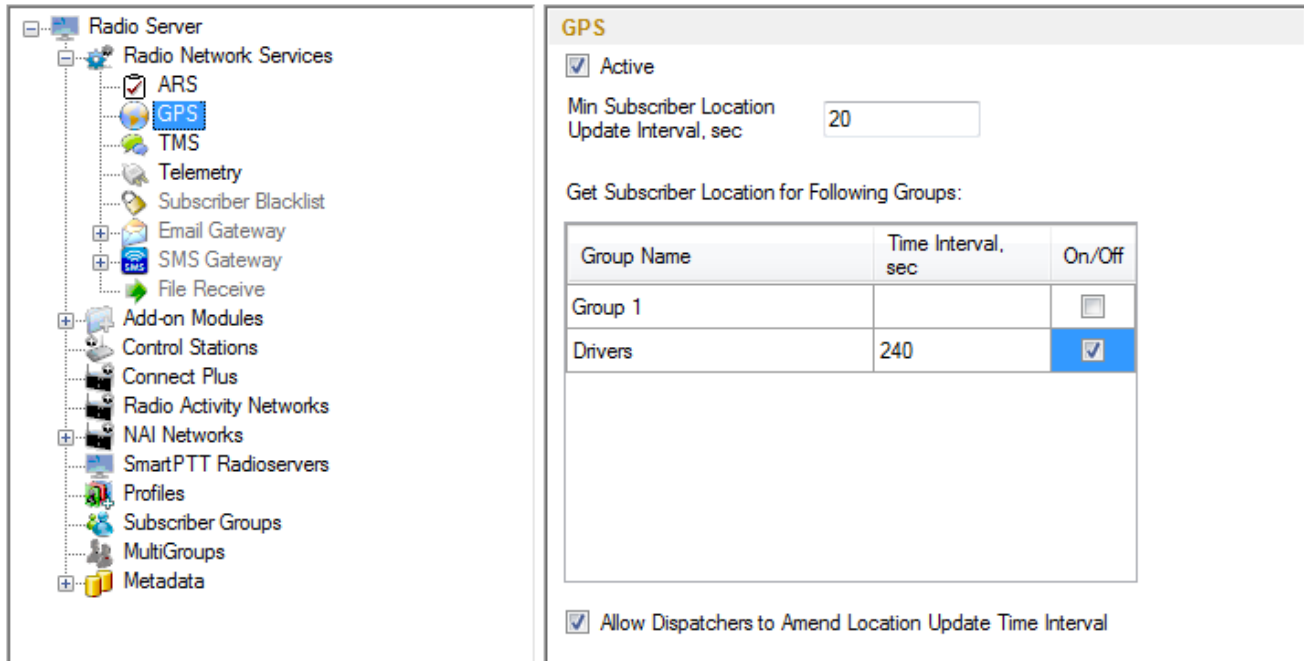 Radio Server
Radio Network Services
ARS
GPS
TMS
Telemetry
Subscriber Blacklist
Email Gateway
SMS Gateway
File Receive
Add-on Modules
Control Stations
Connect Plus
Radio Activity Networks
NAI Networks
SmartPTT Radioservers
Profiles
Subscriber Groups
MultiGroups
Metadata
GPS
Active
Min Subscriber Location
Update Interval, sec
20
Get Subscriber Location for Following Groups:
Group Name Time Interval, sec On/Off
Group 1
Drivers 240
Allow Dispatchers to Amend Location Update Time Interval